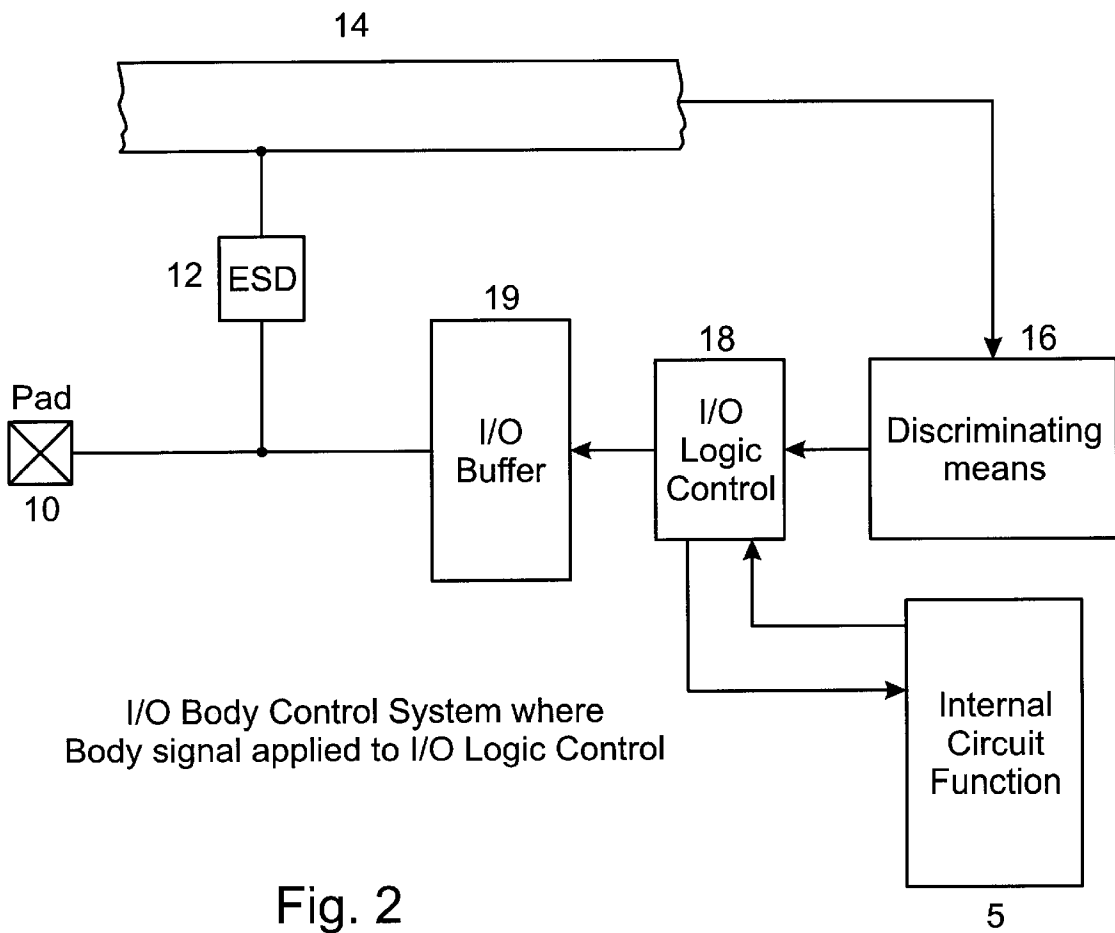 14
12
ESD
19
18
16
Pad
10
I/O
Buffer
I/O
Logic
Control
Discriminating
means
I/O Body Control System where
Body signal applied to I/O Logic Control
Internal
Circuit
Function
5
Fig. 2